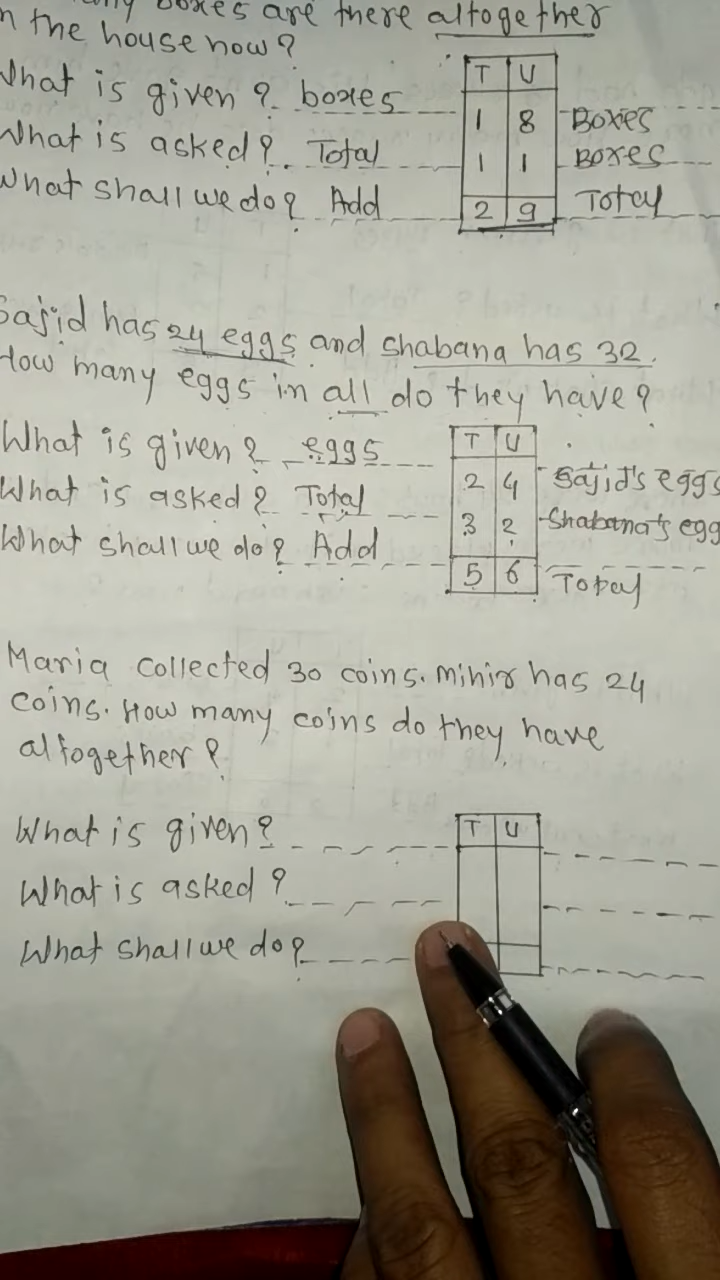 boxes are there altogether
the house now?
What is given? boxes
T U
1 8 Boxes
What is asked? Total
1 1 Boxes
What shall we do? Add
2 9 Total
Sajid has 24 eggs and shabana has 32.
How many eggs in all do they have?
What is given? eggs
T U
2 4 Sajid's eggs
What is asked? Total
3 2 Shabana's egg
What shall we do? Add
5 6 Total
Maria collected 30 coins. mihir has 24
coins. How many coins do they have
altogether?
What is given?
T U
What is asked?
What shall we do?